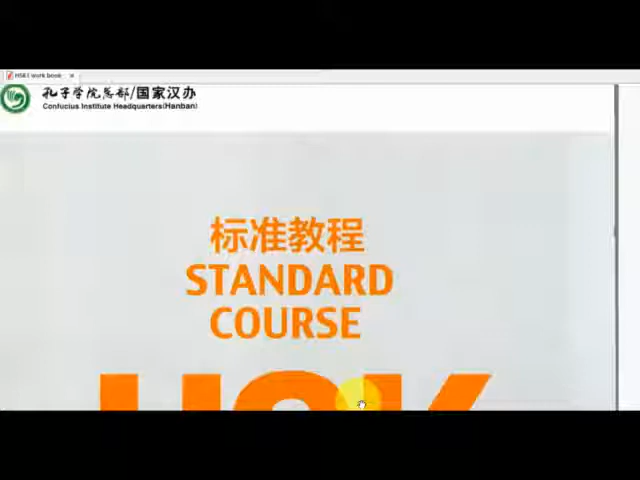 HSK1 work book
孔子学院总部/国家汉办
Confucius Institute Headquarters(Hanban)
标准教程
STANDARD
COURSE
HSK